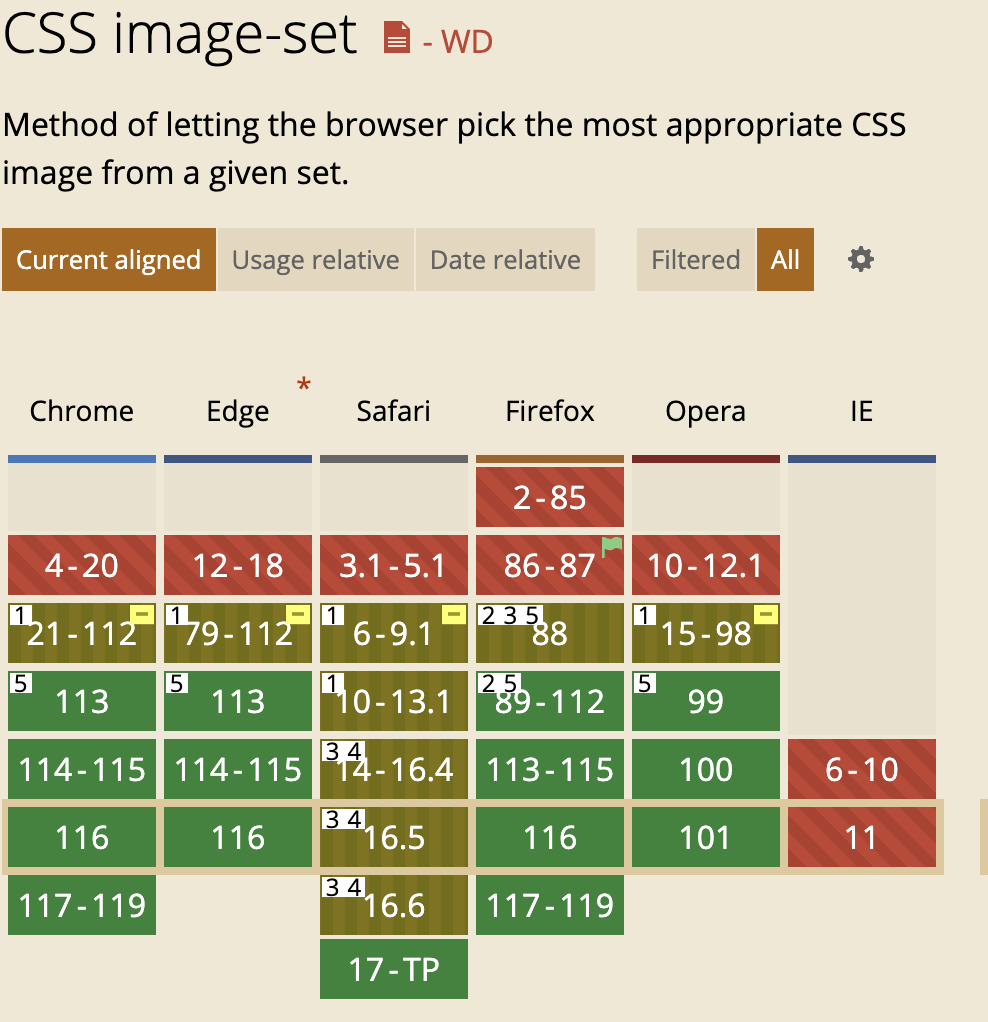 CSS image-set - WD
Method of letting the browser pick the most appropriate CSS
image from a given set.
Current aligned Usage relative Date relative Filtered All
*
Chrome Edge Safari Firefox Opera IE
2-85
4-20 12-18 3.1-5.1 86-87 10-12.1
1 21-112 - 1 79-112 - 1 6-9.1 - 2 3 5 88 1 15-98 -
5 113 5 113 1 10-13.1 2 5 89-112 5 99
114-115 114-115 3 4 14-16.4 113-115 100 6-10
116 116 3 4 16.5 116 101 11
117-119 3 4 16.6 117-119
17-TP